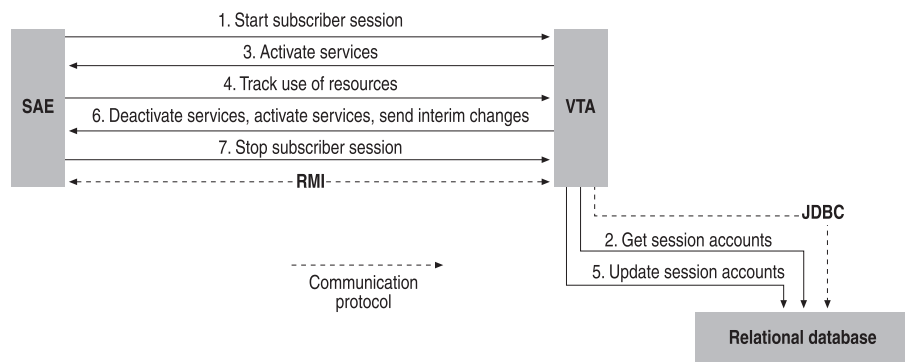 1. Start subscriber session
3. Activate services
SAE
4. Track use of resources
VTA
6. Deactivate services, activate services, send interim changes
7. Stop subscriber session
RMI
JDBC
2. Get session accounts
5. Update session accounts
Communication
protocol
Relational database